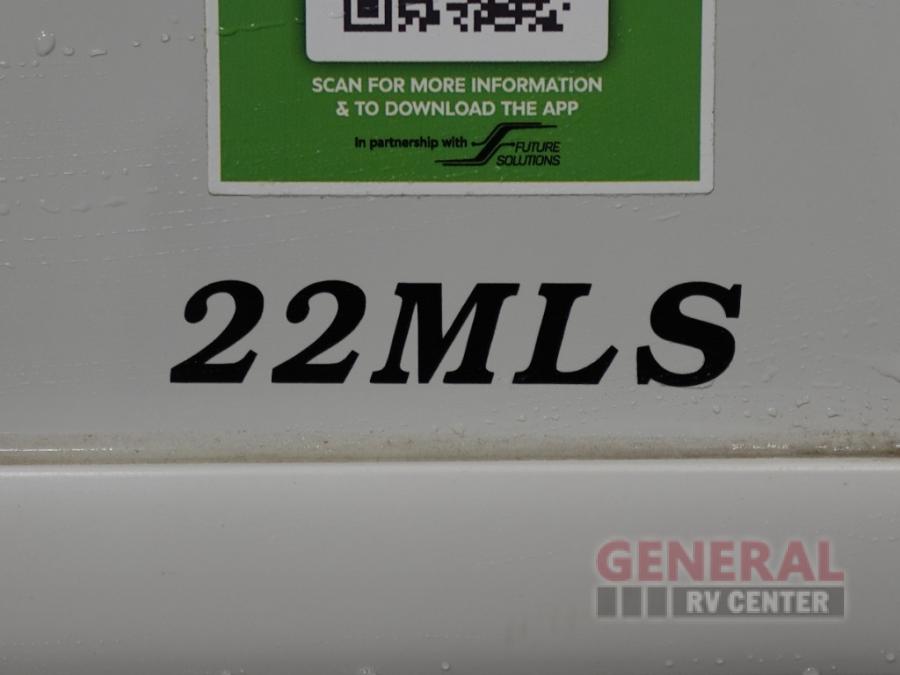 SCAN FOR MORE INFORMATION
& TO DOWNLOAD THE APP
In partnership with FUTURE
SOLUTIONS
22MLS
GENERAL
RV CENTER